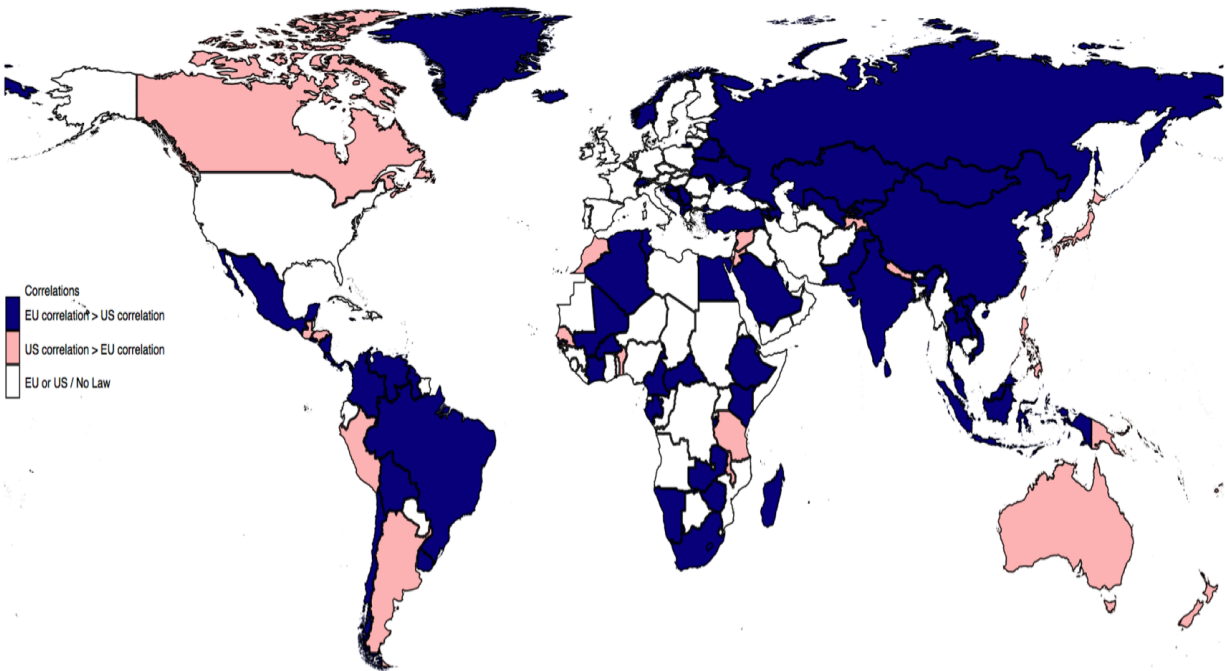 Correlations
EU correlation > US correlation
US correlation > EU correlation
EU or US / No Law